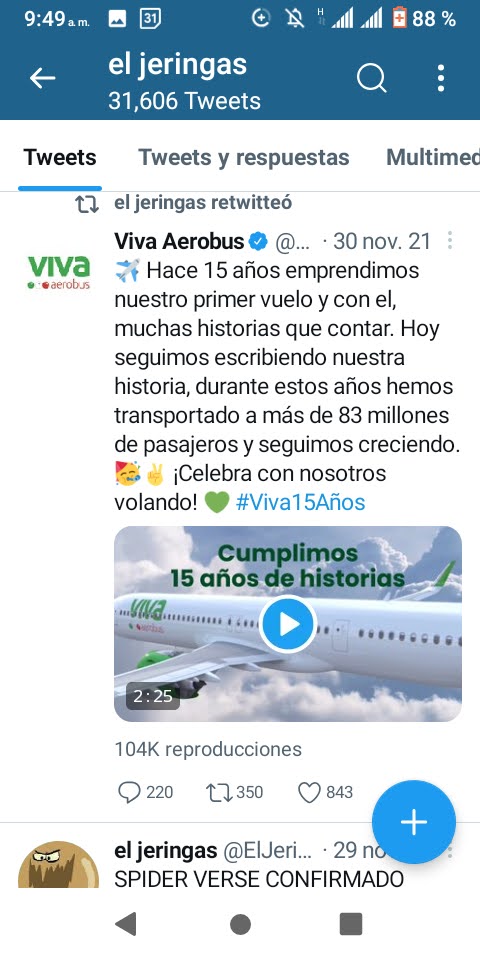 9:49 a. m. 31 H 88 %
el jeringas
31,606 Tweets
Tweets Tweets y respuestas Multimed
el jeringas retwitteó
Viva Aerobus @... · 30 nov. 21
viva
aerobus
Hace 15 años emprendimos
nuestro primer vuelo y con el,
muchas historias que contar. Hoy
seguimos escribiendo nuestra
historia, durante estos años hemos
transportado a más de 83 millones
de pasajeros y seguimos creciendo.
🥳✌️ ¡Celebra con nosotros
volando! 💚 #Viva15Años
Cumplimos
15 años de historias
viva
aerobus
2:25
104K reproducciones
220 350 843
el jeringas @ElJeri... · 29 no
SPIDER VERSE CONFIRMADO